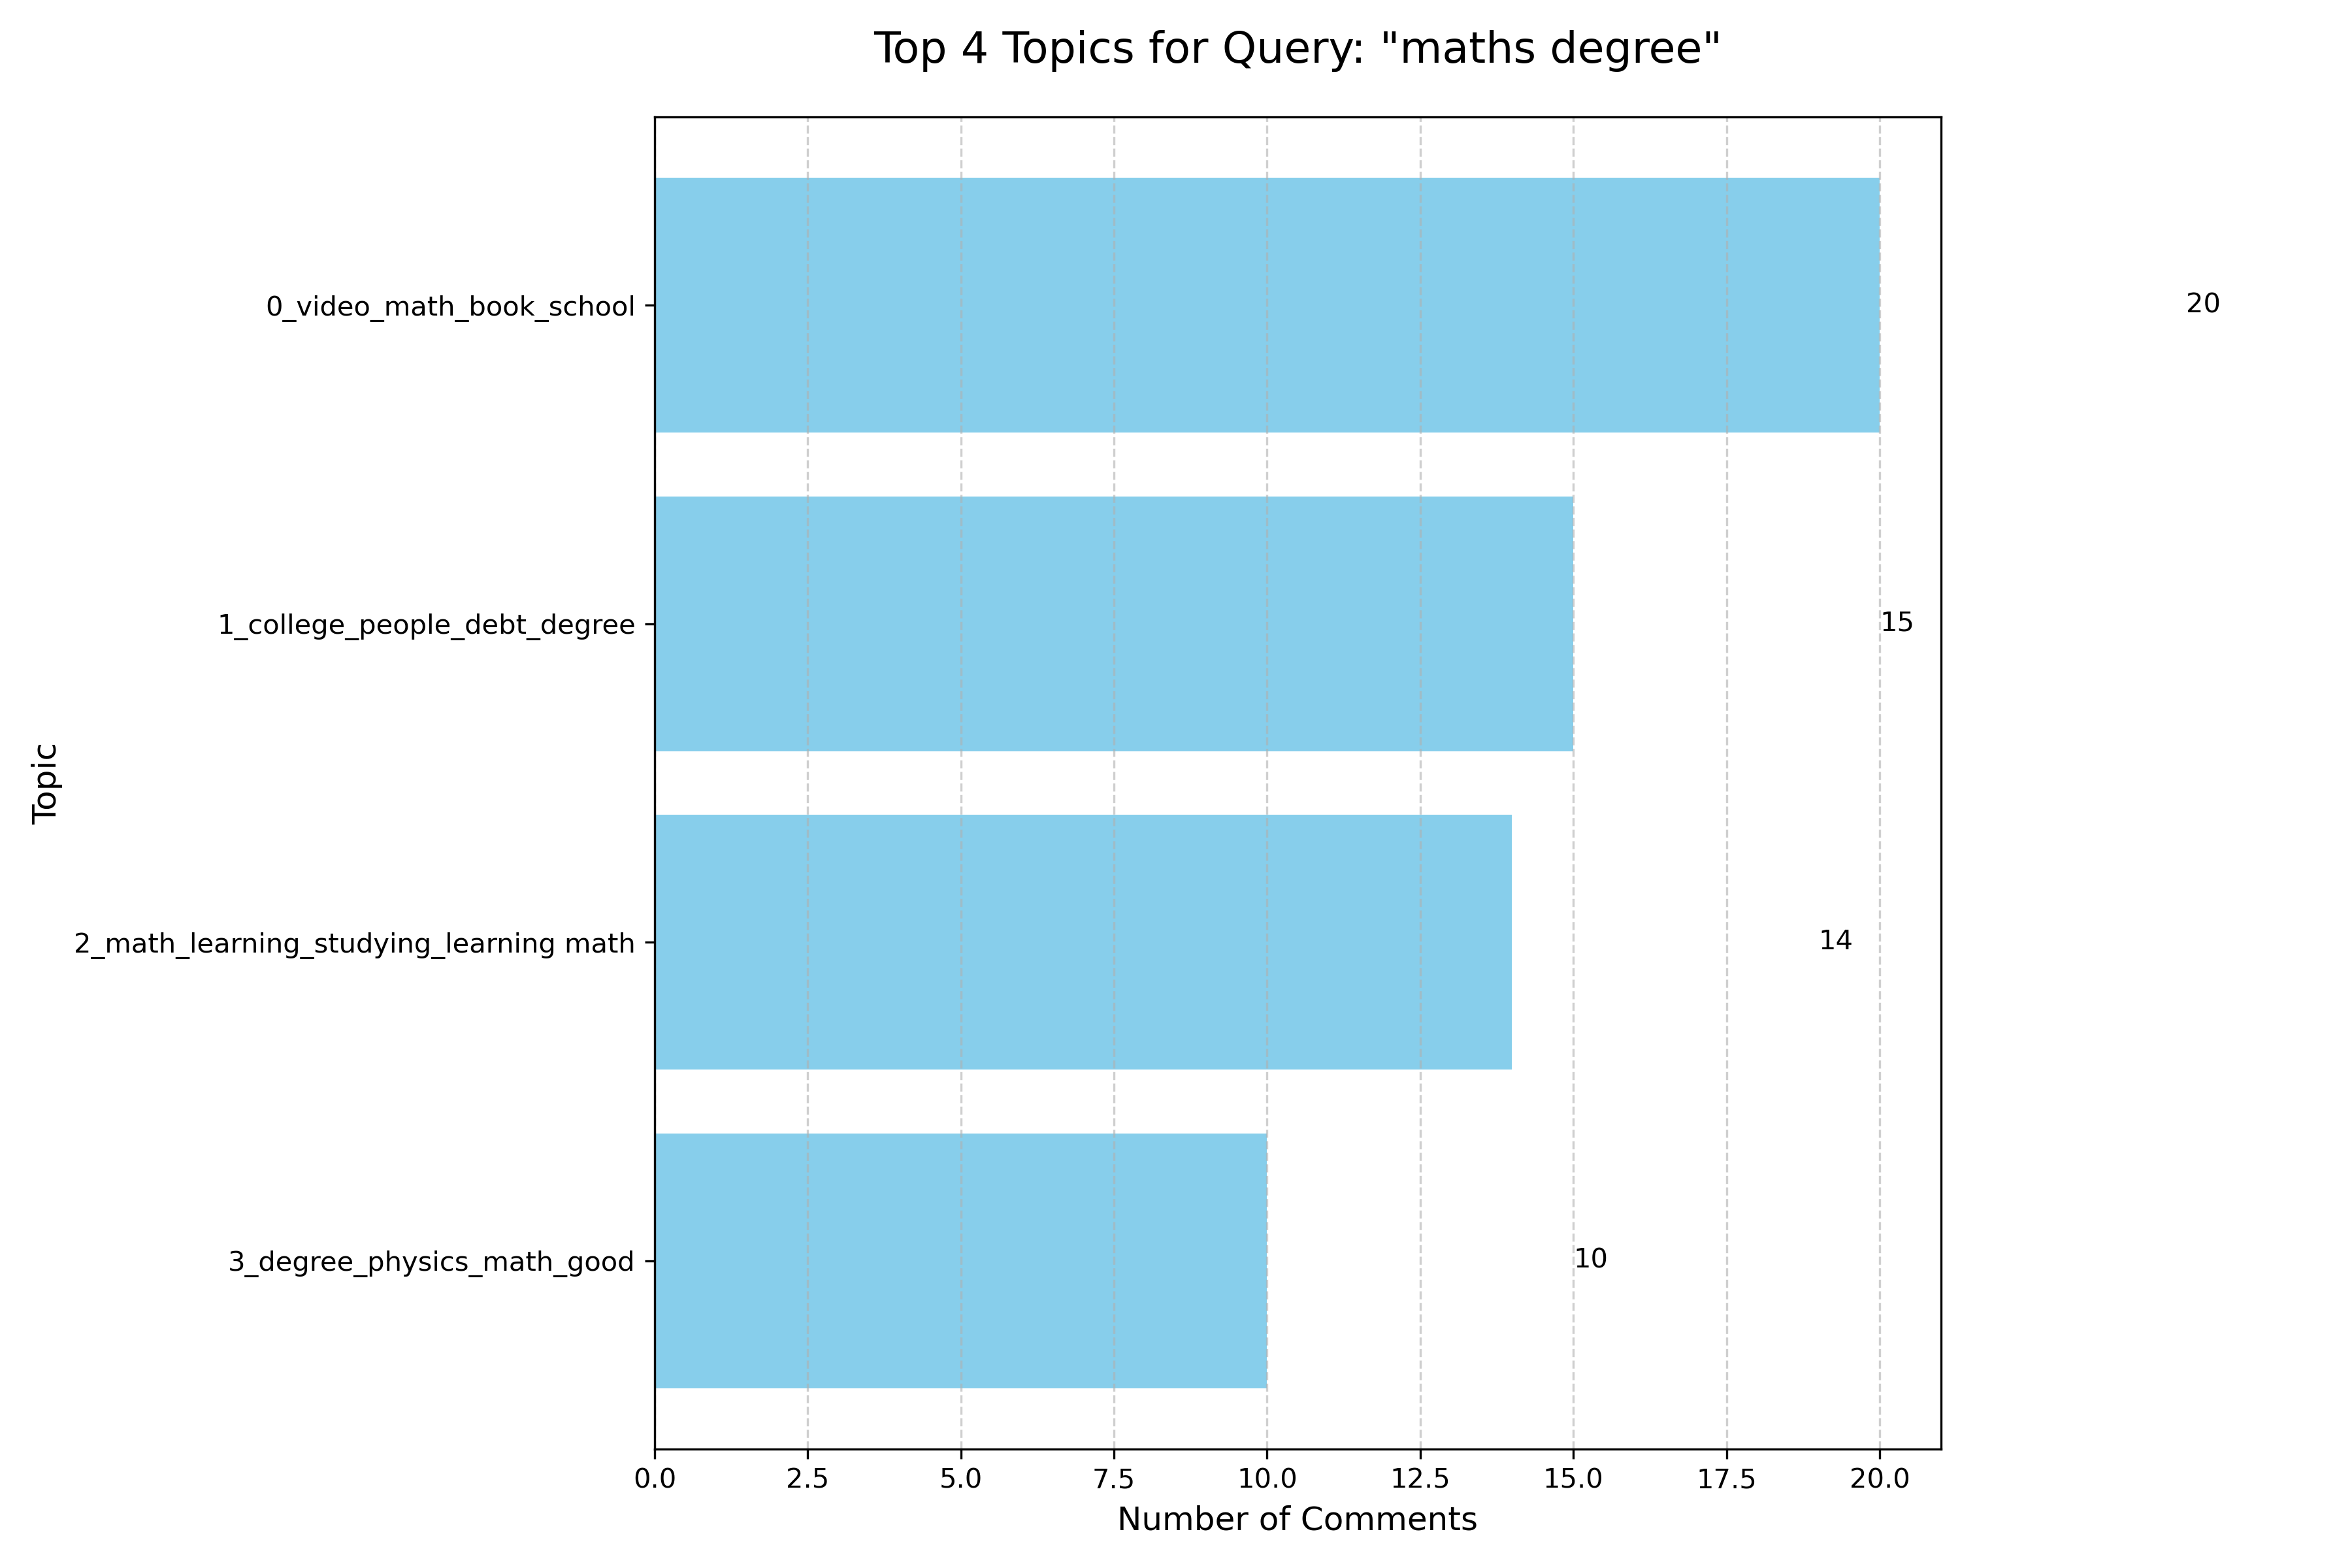 Top 4 Topics for Query: "maths degree"
Topic
0_video_math_book_school
20
1_college_people_debt_degree
15
2_math_learning_studying_learning math
14
3_degree_physics_math_good
10
0.0 2.5 5.0 7.5 10.0 12.5 15.0 17.5 20.0
Number of Comments